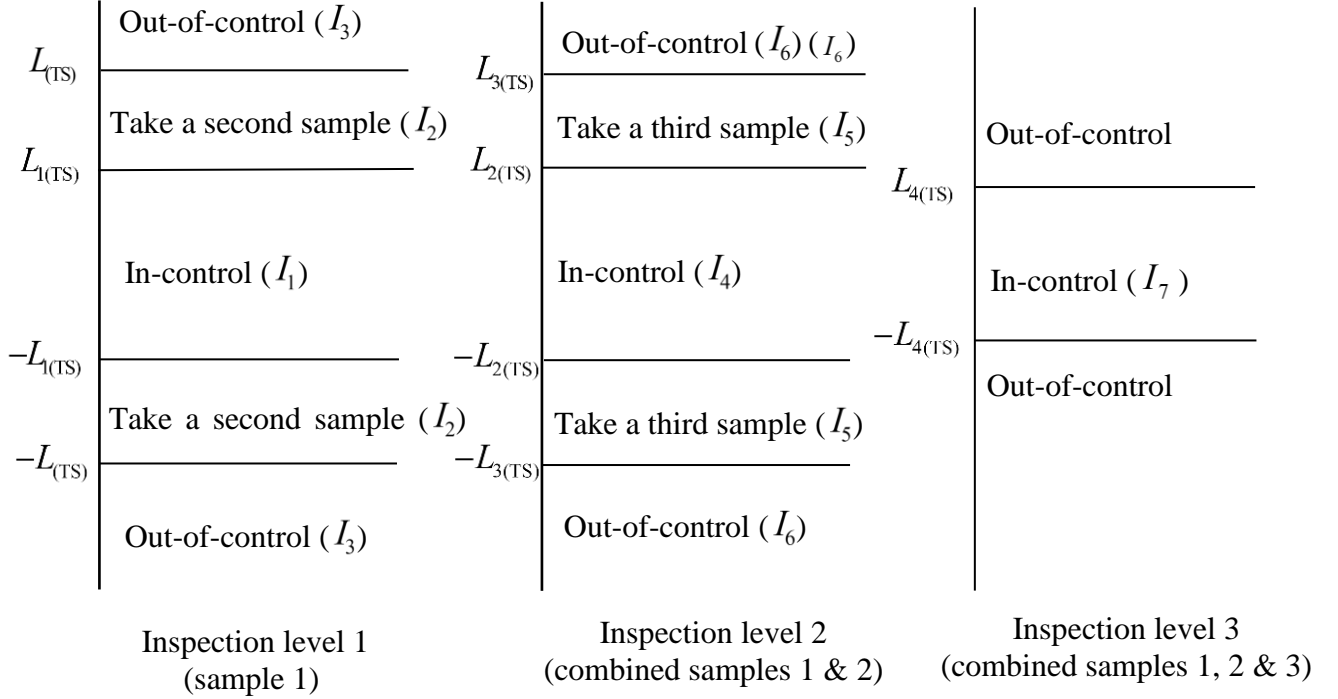 Out-of-control (I₃)
L(TS)
Take a second sample (I₂)
L1(TS)
In-control (I₁)
−L1(TS)
Take a second sample (I₂)
−L(TS)
Out-of-control (I₃)
Inspection level 1
(sample 1)
Out-of-control (I₆) (I₆)
L3(TS)
Take a third sample (I₅)
L2(TS)
In-control (I₄)
−L2(TS)
Take a third sample (I₅)
−L3(TS)
Out-of-control (I₆)
Inspection level 2
(combined samples 1 & 2)
Out-of-control
L4(TS)
In-control (I₇ )
−L4(TS)
Out-of-control
Inspection level 3
(combined samples 1, 2 & 3)